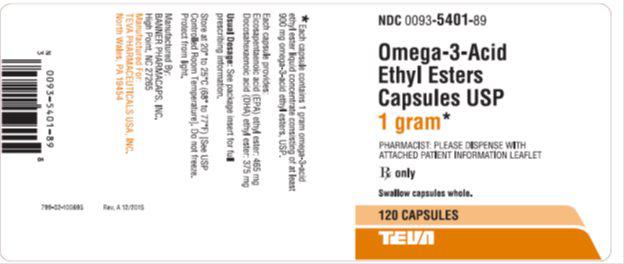 NDC 0093-5401-89
Omega-3-Acid
Ethyl Esters
Capsules USP
1 gram*
PHARMACIST: PLEASE DISPENSE WITH
ATTACHED PATIENT INFORMATION LEAFLET
Rx only
Swallow capsules whole.
120 CAPSULES
TEVA
* Each capsule contains 1 gram omega-3-acid
ethyl ester liquid concentrate consisting of at least
900 mg omega-3-acid ethyl esters, USP.
Each capsule provides:
Eicosapentaenoic acid (EPA) ethyl ester: 465 mg
Docosahexaenoic acid (DHA) ethyl ester: 375 mg
Usual Dosage: See package insert for full
prescribing information.
Store at 20° to 25°C (68° to 77°F) [See USP
Controlled Room Temperature]. Do not freeze.
Protect from light.
Manufactured By:
BANNER PHARMACAPS, INC.
High Point, NC 27265
Manufactured For:
TEVA PHARMACEUTICALS USA, INC.
North Wales, PA 19454
N
3
0093-5401-89
8
Rev. A 12/2015